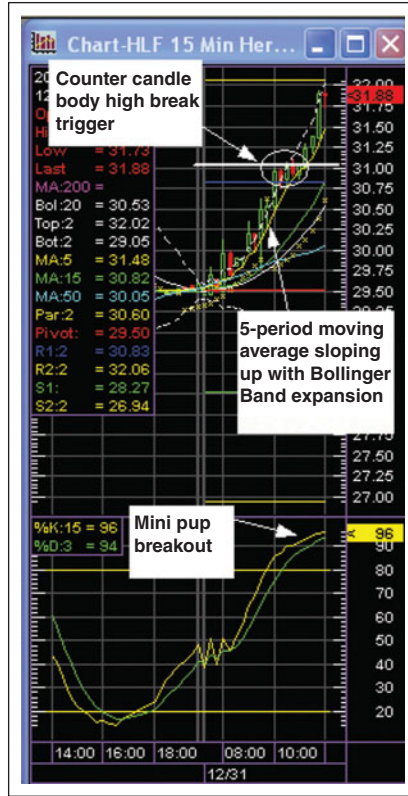 Chart-HLF 15 Min Her...
Counter candle
body high break
trigger
Low = 31.73
Last = 31.88
MA:200 =
Bol:20 = 30.53
Top:2 = 32.02
Bot:2 = 29.05
MA:5 = 31.48
MA:15 = 30.82
MA:50 = 30.05
Par:2 = 30.60
Pivot: = 29.50
R1:2 = 30.83
R2:2 = 32.06
S1: = 28.27
S2:2 = 26.94
32.00
31.88
31.50
31.25
31.00
30.75
30.50
30.25
30.00
29.75
29.50
5-period moving
average sloping
up with Bollinger
Band expansion
27.75
27.50
27.25
27.00
%K:15 = 96
%D:3 = 94
Mini pup
breakout
96
90
80
70
60
50
40
30
20
14:00 16:00 18:00 08:00 10:00
12/31